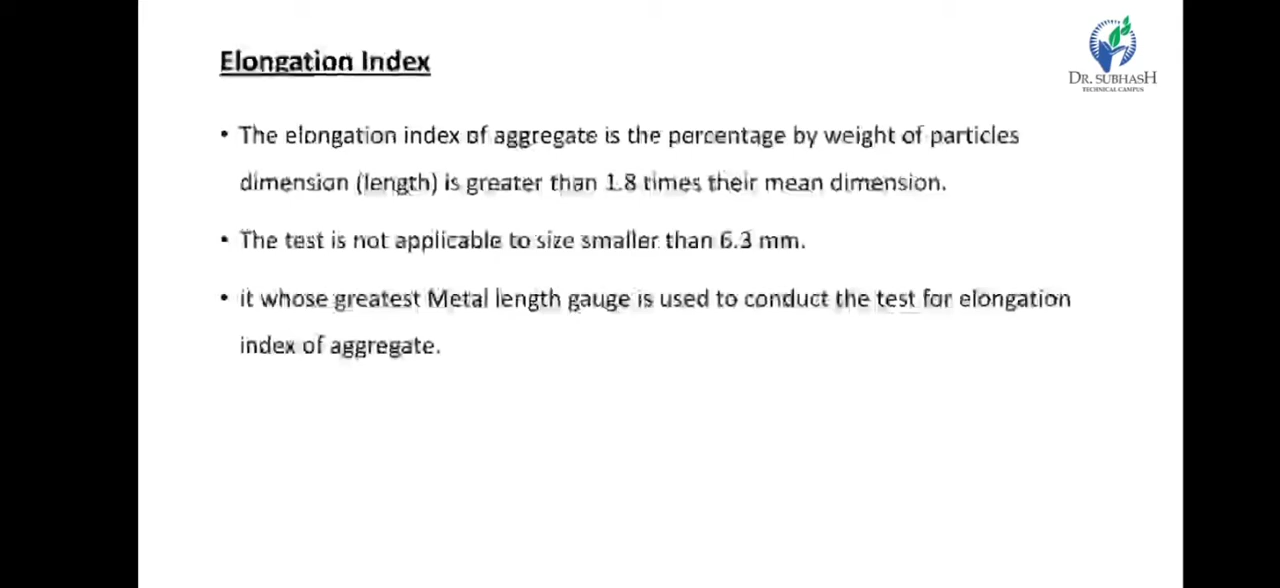 Elongation Index
DR. SUBHASH
TECHNICAL CAMPUS
• The elongation index of aggregate is the percentage by weight of particles
dimension (length) is greater than 1.8 times their mean dimension.
• The test is not applicable to size smaller than 6.3 mm.
• it whose greatest Metal length gauge is used to conduct the test for elongation
index of aggregate.